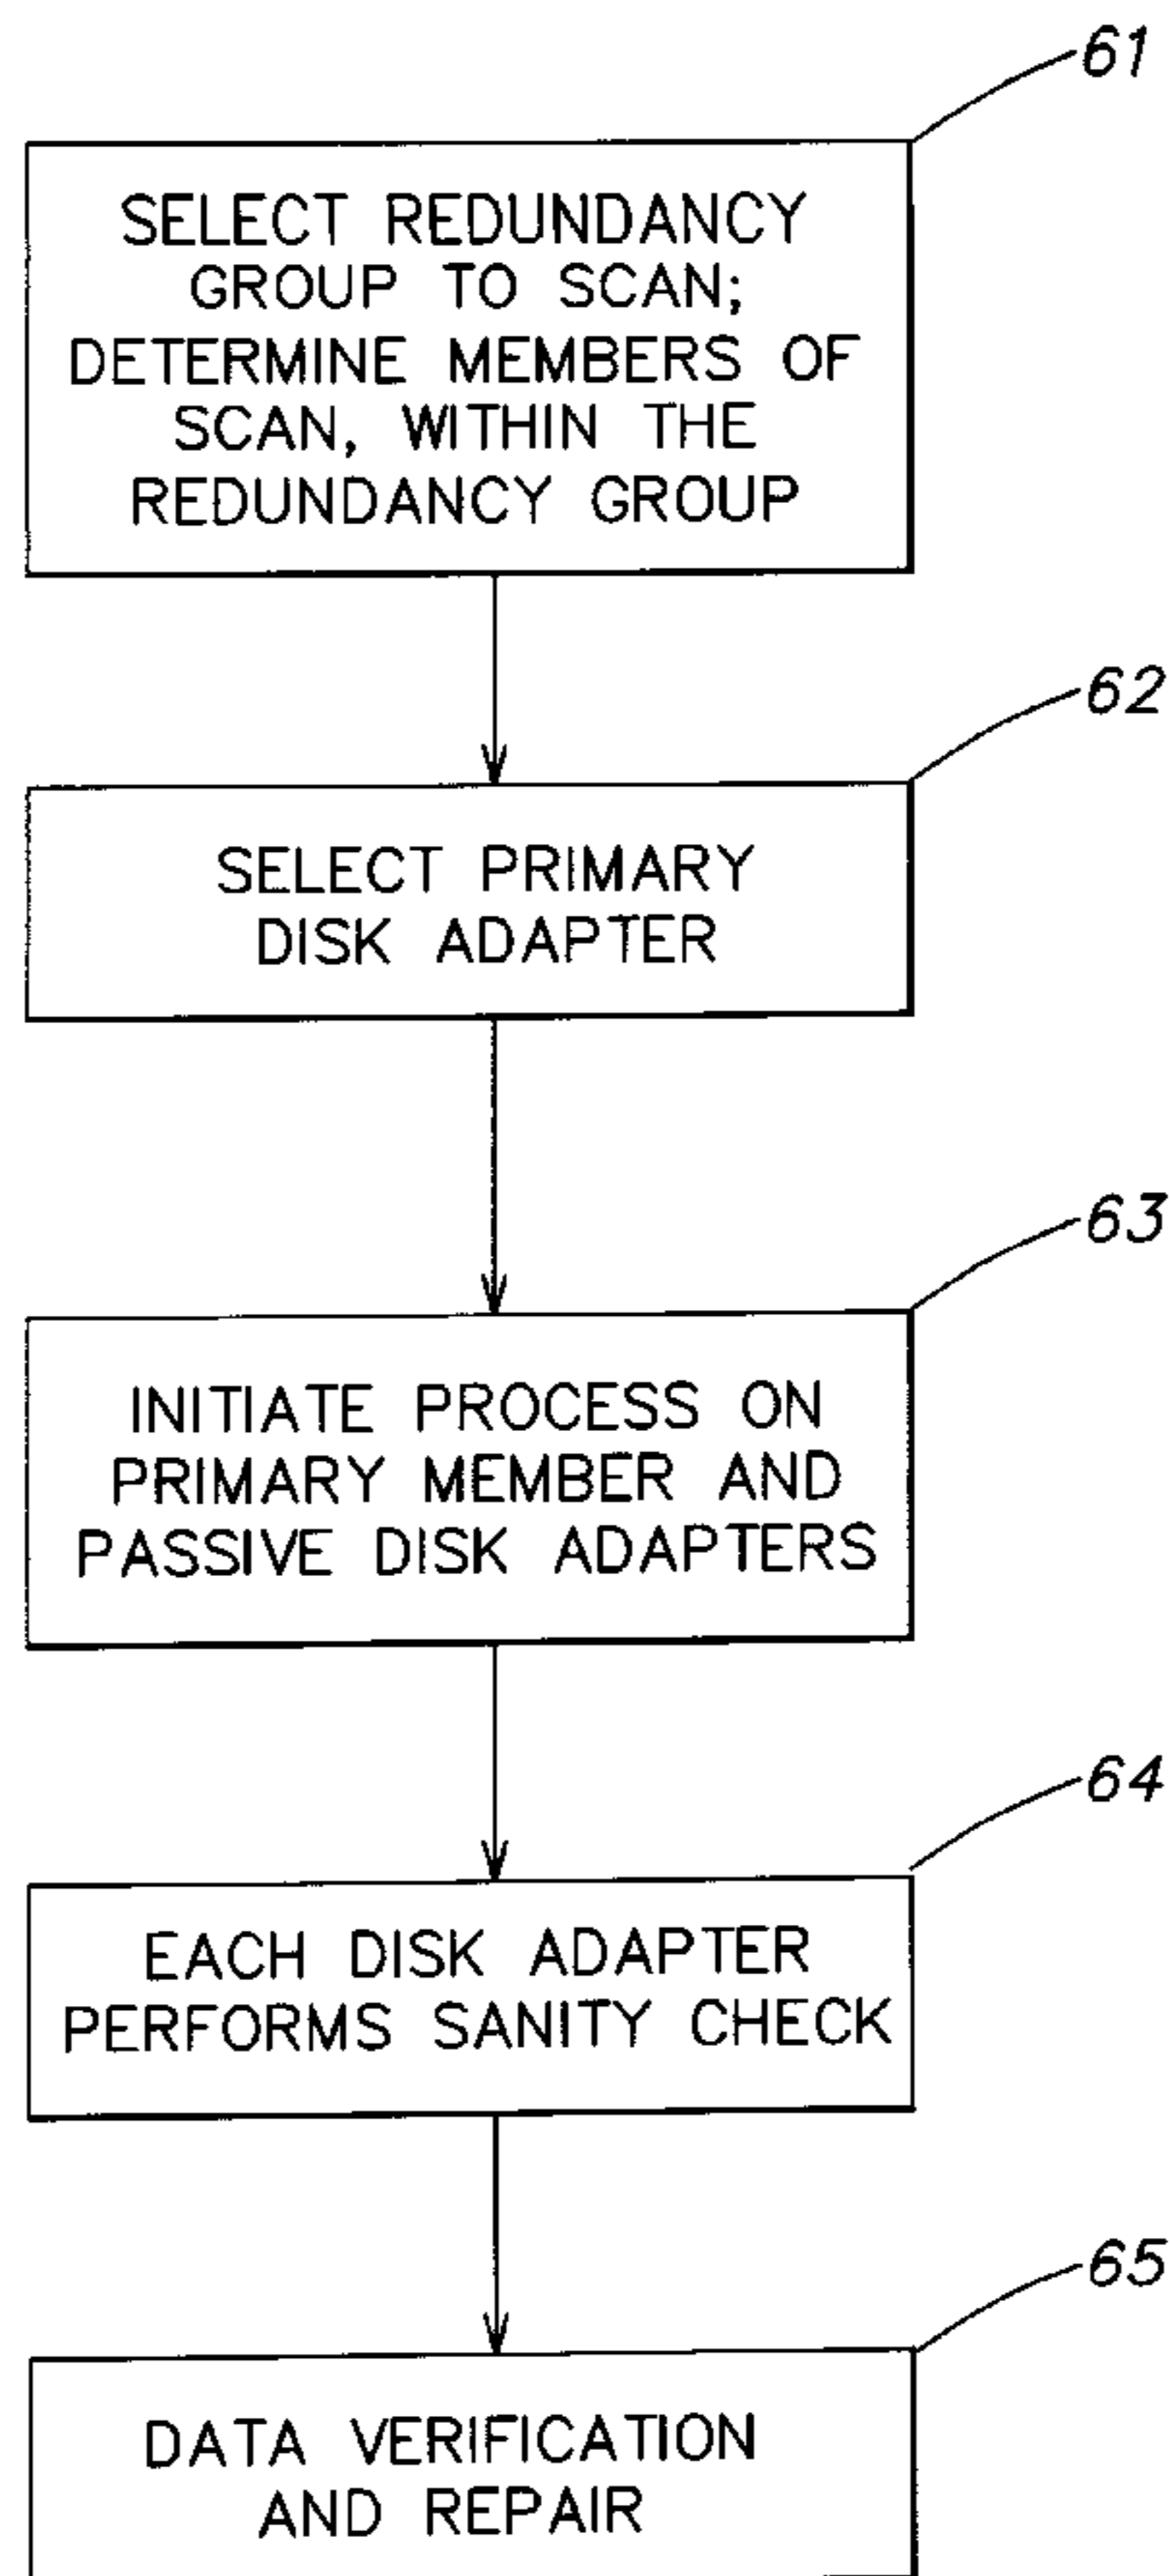 61
SELECT REDUNDANCY
GROUP TO SCAN;
DETERMINE MEMBERS OF
SCAN, WITHIN THE
REDUNDANCY GROUP
62
SELECT PRIMARY
DISK ADAPTER
63
INITIATE PROCESS ON
PRIMARY MEMBER AND
PASSIVE DISK ADAPTERS
64
EACH DISK ADAPTER
PERFORMS SANITY CHECK
65
DATA VERIFICATION
AND REPAIR